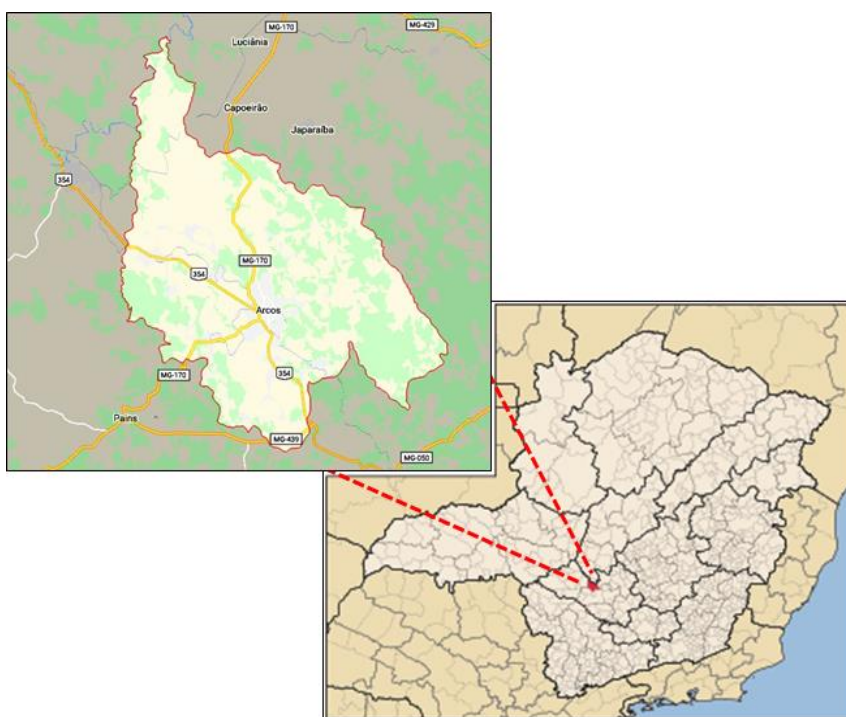 MG-170
MG-429
Luciânia
Capoeirão
Japaraíba
354
MG-170
354
Arcos
354
MG-170
Pains
MG-439
MG-050